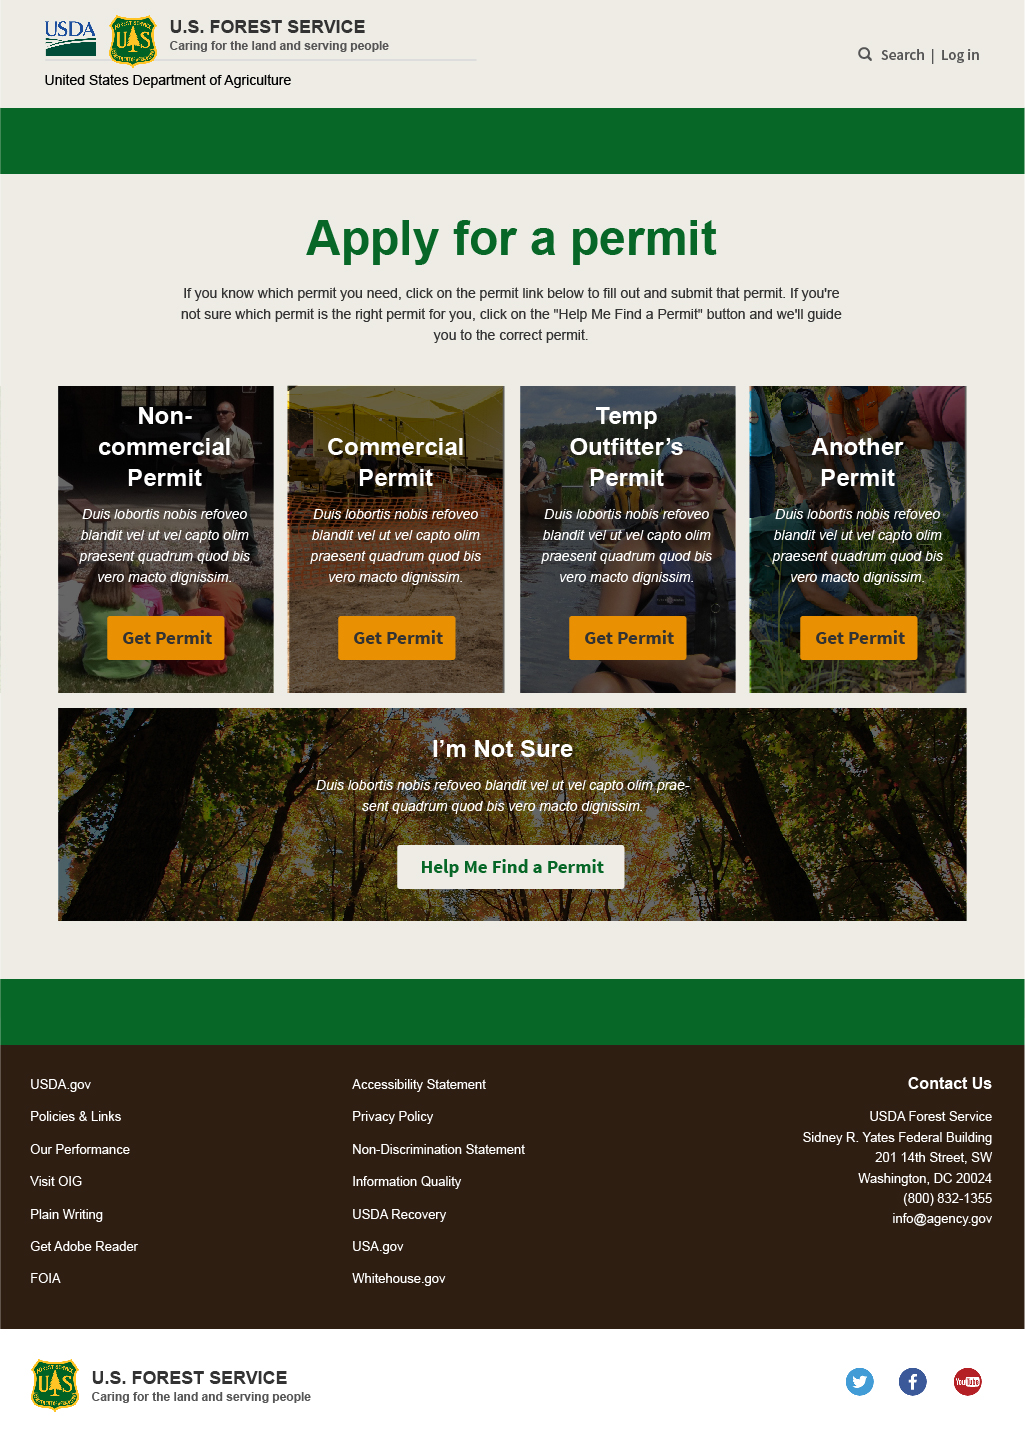 USDA
U.S. FOREST SERVICE
Caring for the land and serving people
United States Department of Agriculture
Search | Log in
Apply for a permit
If you know which permit you need, click on the permit link below to fill out and submit that permit. If you're
not sure which permit is the right permit for you, click on the "Help Me Find a Permit" button and we'll guide
you to the correct permit.
Non-
commercial
Permit
Duis lobortis nobis refoveo
blandit vel ut vel capto olim
praesent quadrum quod bis
vero macto dignissim.
Get Permit
Commercial
Permit
Duis lobortis nobis refoveo
blandit vel ut vel capto olim
praesent quadrum quod bis
vero macto dignissim.
Get Permit
Temp
Outfitter’s
Permit
Duis lobortis nobis refoveo
blandit vel ut vel capto olim
praesent quadrum quod bis
vero macto dignissim.
Get Permit
Another
Permit
Duis lobortis nobis refoveo
blandit vel ut vel capto olim
praesent quadrum quod bis
vero macto dignissim.
Get Permit
I’m Not Sure
Duis lobortis nobis refoveo blandit vel ut vel capto olim prae-
sent quadrum quod bis vero macto dignissim.
Help Me Find a Permit
USDA.gov
Policies & Links
Our Performance
Visit OIG
Plain Writing
Get Adobe Reader
FOIA
Accessibility Statement
Privacy Policy
Non-Discrimination Statement
Information Quality
USDA Recovery
USA.gov
Whitehouse.gov
Contact Us
USDA Forest Service
Sidney R. Yates Federal Building
201 14th Street, SW
Washington, DC 20024
(800) 832-1355
info@agency.gov
U.S. FOREST SERVICE
Caring for the land and serving people
YouTube